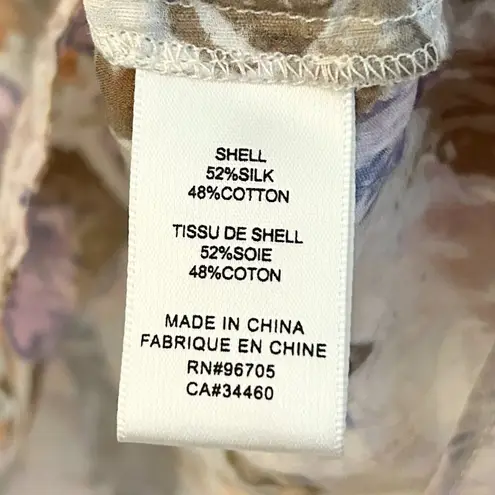 SHELL
52%SILK
48%COTTON
TISSU DE SHELL
52%SOIE
48%COTON
MADE IN CHINA
FABRIQUE EN CHINE
RN#96705
CA#34460